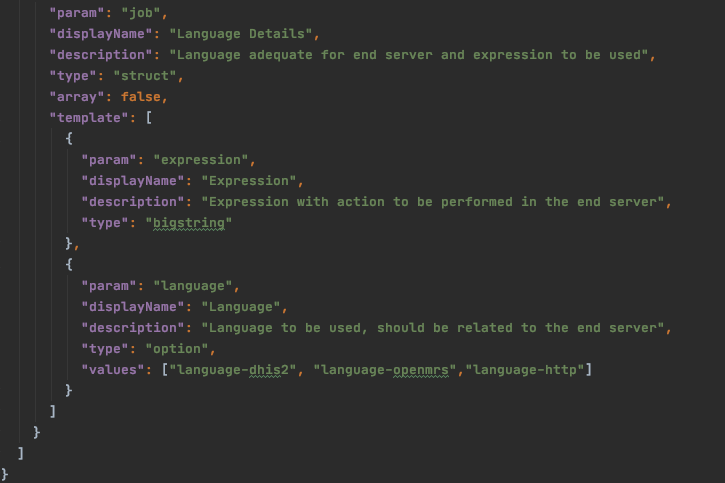 "param": "job",
"displayName": "Language Details",
"description": "Language adequate for end server and expression to be used",
"type": "struct",
"array": false,
"template": [
{
"param": "expression",
"displayName": "Expression",
"description": "Expression with action to be performed in the end server",
"type": "bigstring"
},
{
"param": "language",
"displayName": "Language",
"description": "Language to be used, should be related to the end server",
"type": "option",
"values": ["language-dhis2", "language-openmrs","language-http"]
}
]
}
]
}